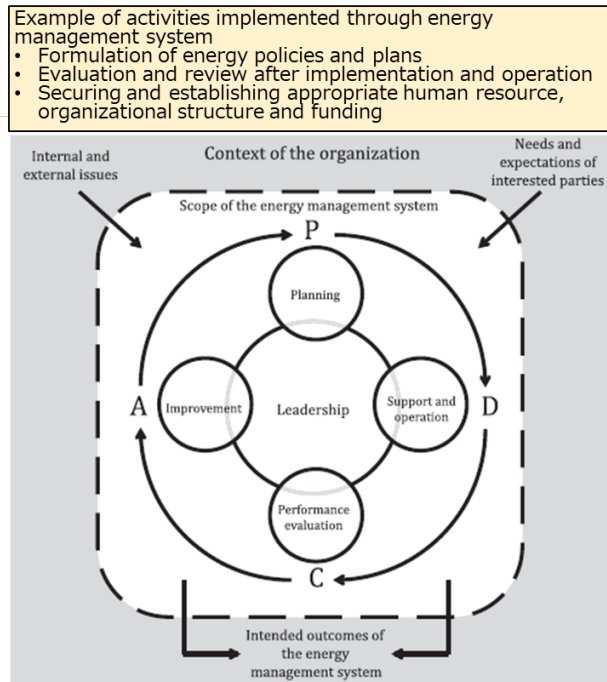 Example of activities implemented through energy
management system
• Formulation of energy policies and plans
• Evaluation and review after implementation and operation
• Securing and establishing appropriate human resource,
organizational structure and funding
Internal and
external issues
Context of the organization
Needs and
expectations of
interested parties
Scope of the energy management system
P
Planning
A
Improvement
Leadership
Support and
operation
D
Performance
evaluation
C
Intended outcomes of
the energy
management system